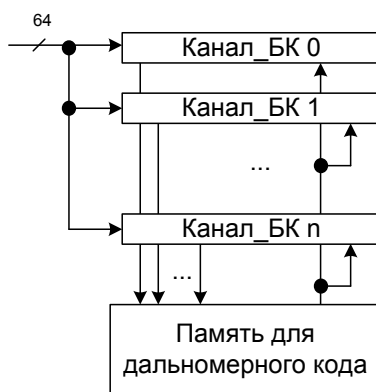 64
Канал_БК 0
Канал_БК 1
...
Канал_БК n
...
Память для
дальномерного кода